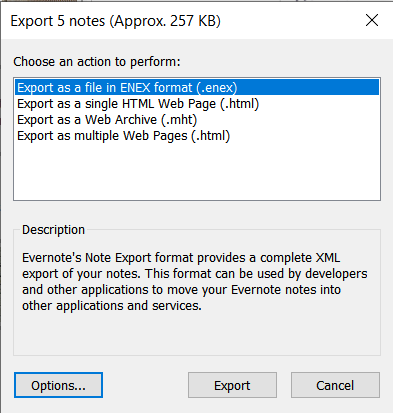 Export 5 notes (Approx. 257 KB)
Choose an action to perform:
Export as a file in ENEX format (.enex)
Export as a single HTML Web Page (.html)
Export as a Web Archive (.mht)
Export as multiple Web Pages (.html)
Description
Evernote's Note Export format provides a complete XML
export of your notes. This format can be used by developers
and other applications to move your Evernote notes into
other applications and services.
Options...
Export
Cancel